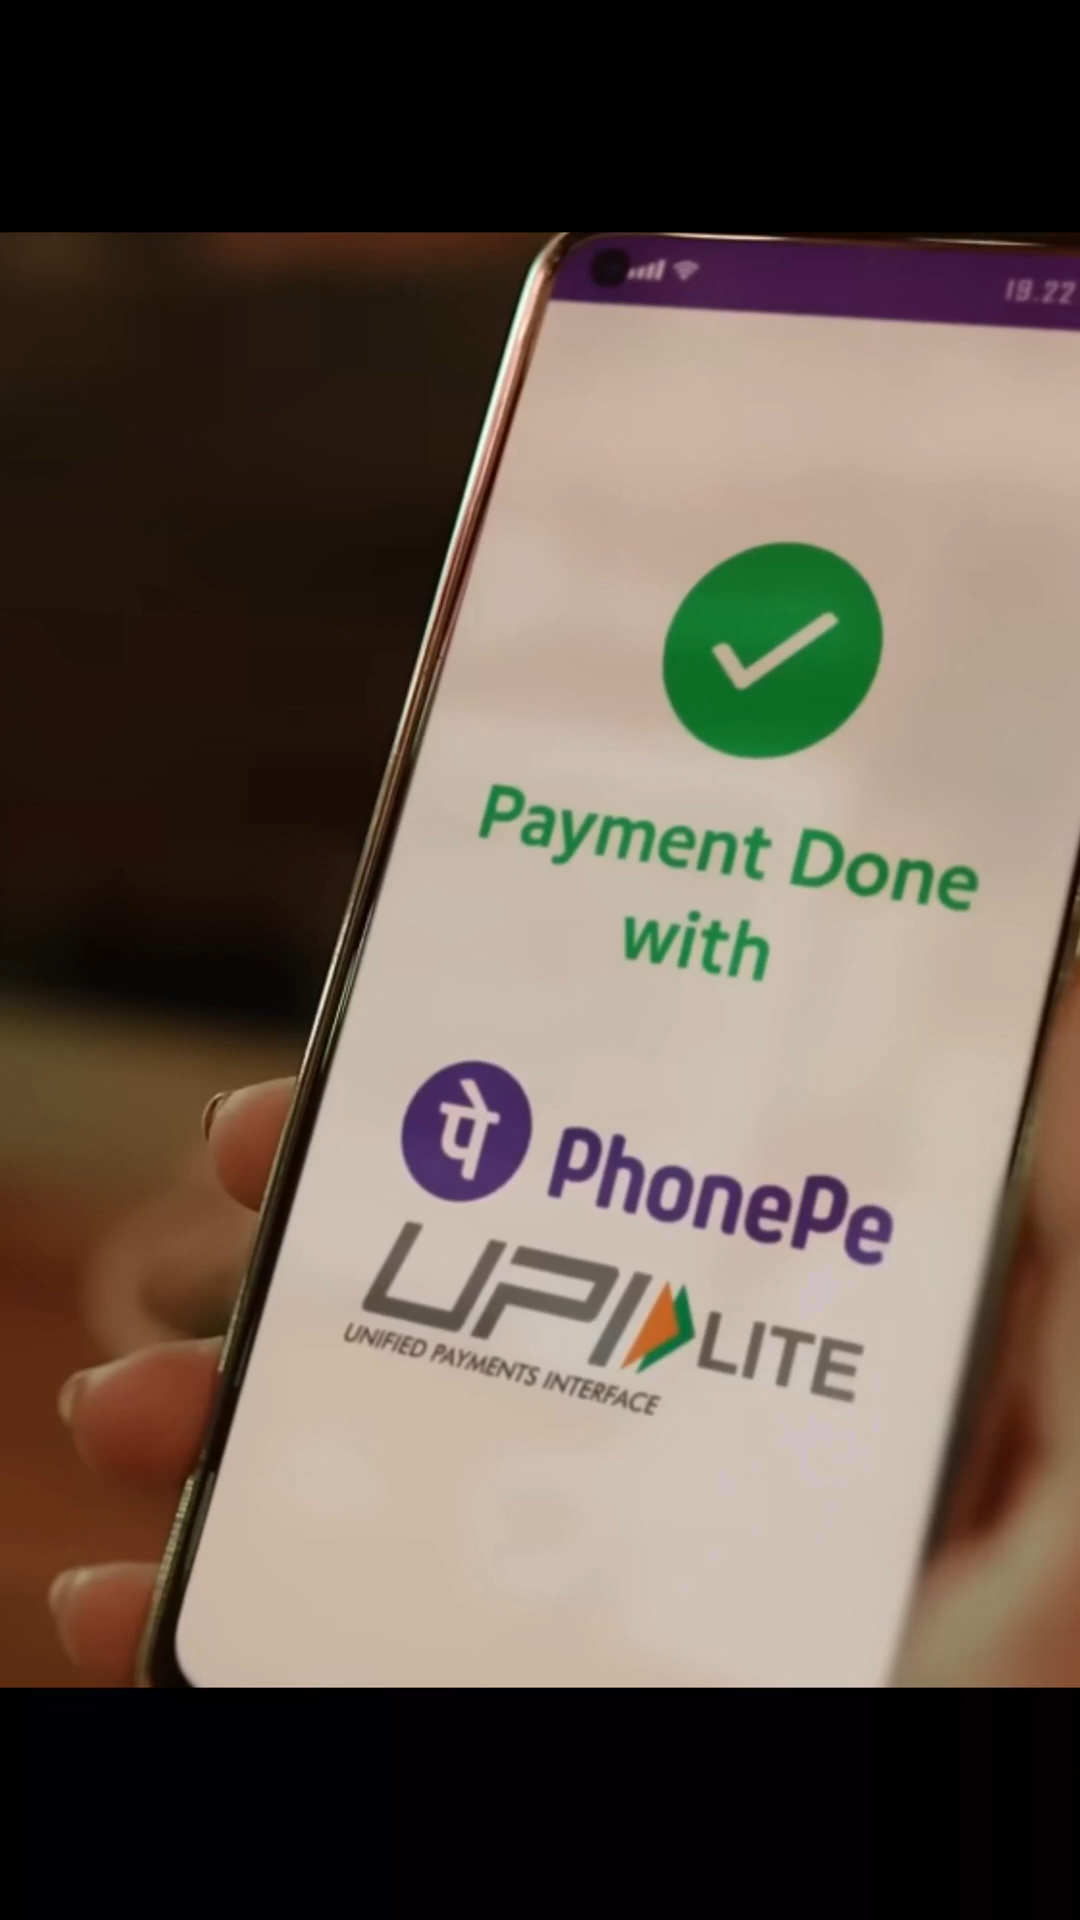 19.22
Payment Done
with
पे PhonePe
UPI LITE
UNIFIED PAYMENTS INTERFACE